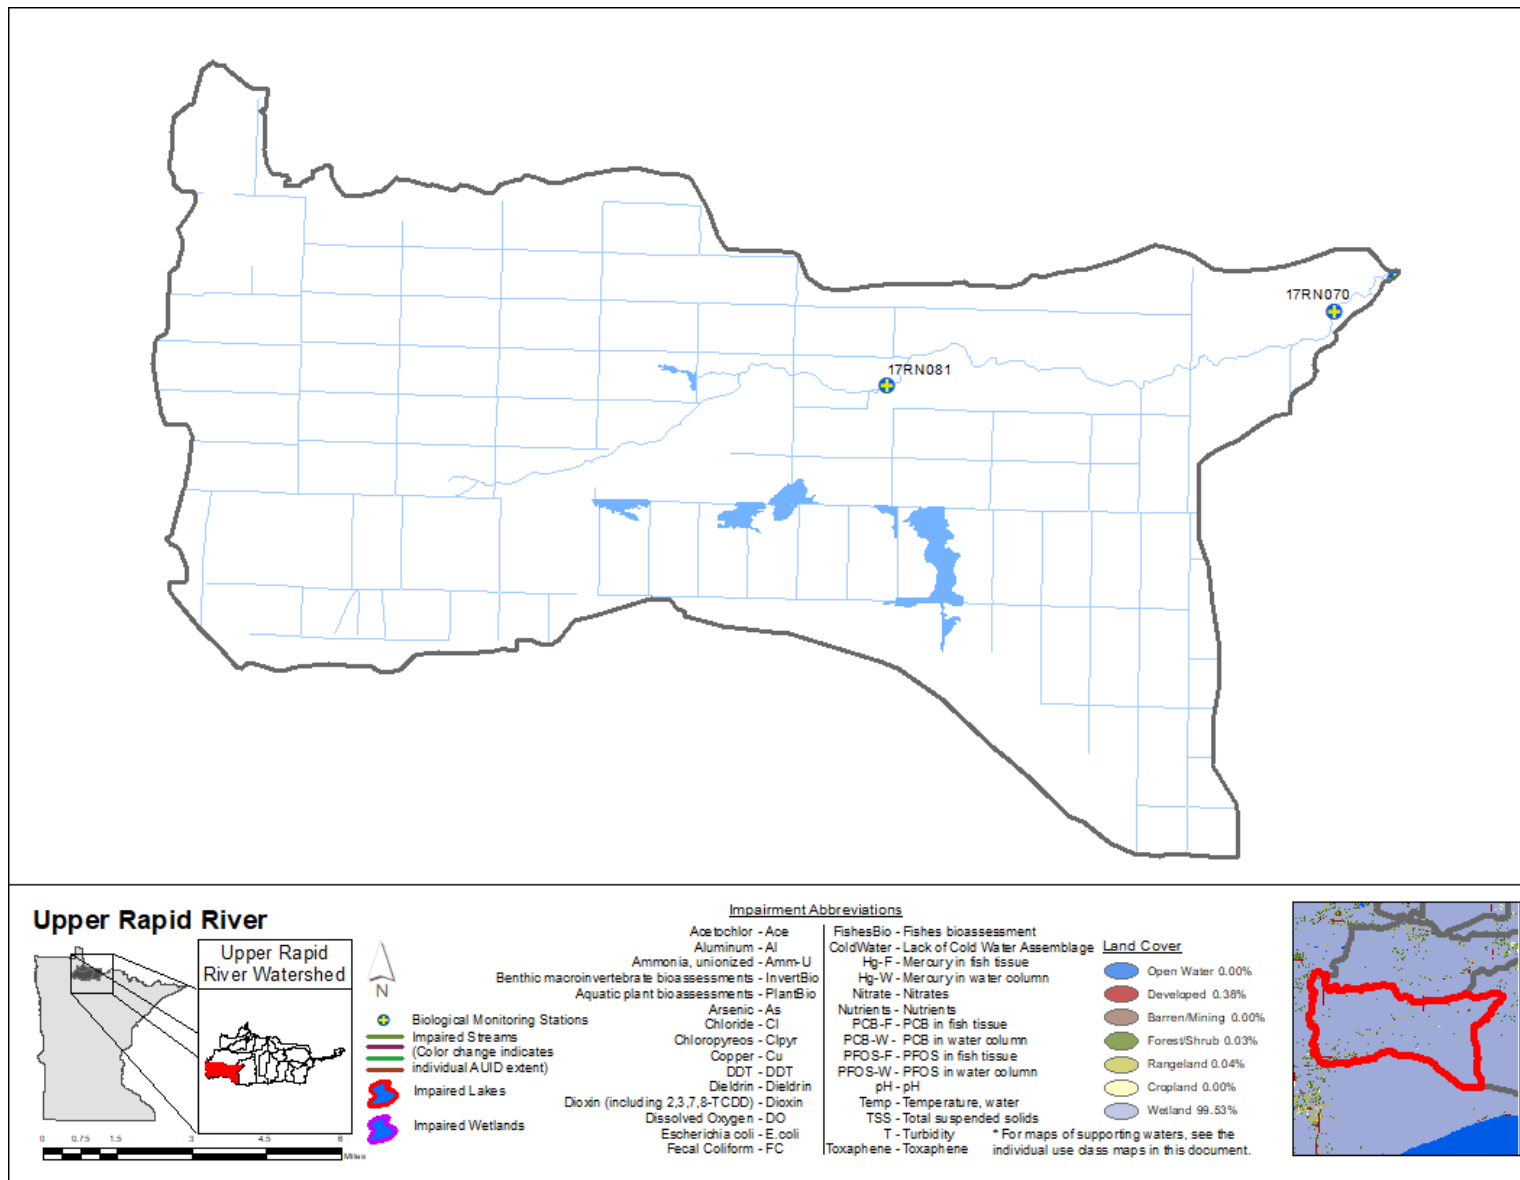 17RN070
17RN081
Upper Rapid River
Upper Rapid
River Watershed
N
Biological Monitoring Stations
Impaired Streams
(Color change indicates
individual AUID extent)
Impaired Lakes
Impaired Wetlands
0 0.75 1.5 3 4.5 6
Miles
Impairment Abbreviations
Acetochlor - Ace
Aluminum - Al
Ammonia, unionized - Amm-U
Benthic macroinvertebrate bioassessments - InvertBio
Aquatic plant bioassessments - PlantBio
Arsenic - As
Chloride - Cl
Chloropyreos - Clpyr
Copper - Cu
DDT - DDT
Dieldrin - Dieldrin
Dioxin (including 2,3,7,8-TCDD) - Dioxin
Dissolved Oxygen - DO
Escherichia coli - E.coli
Fecal Coliform - FC
FishesBio - Fishes bioassessment
ColdWater - Lack of Cold Water Assemblage
Hg-F - Mercury in fish tissue
Hg-W - Mercury in water column
Nitrate - Nitrates
Nutrients - Nutrients
PCB-F - PCB in fish tissue
PCB-W - PCB in water column
PFOS-F - PFOS in fish tissue
PFOS-W - PFOS in water column
pH - pH
Temp - Temperature, water
TSS - Total suspended solids
T - Turbidity
Toxaphene - Toxaphene
* For maps of supporting waters, see the
individual use class maps in this document.
Land Cover
Open Water 0.00%
Developed 0.38%
Barren/Mining 0.00%
Forest/Shrub 0.03%
Rangeland 0.04%
Cropland 0.00%
Wetland 99.53%